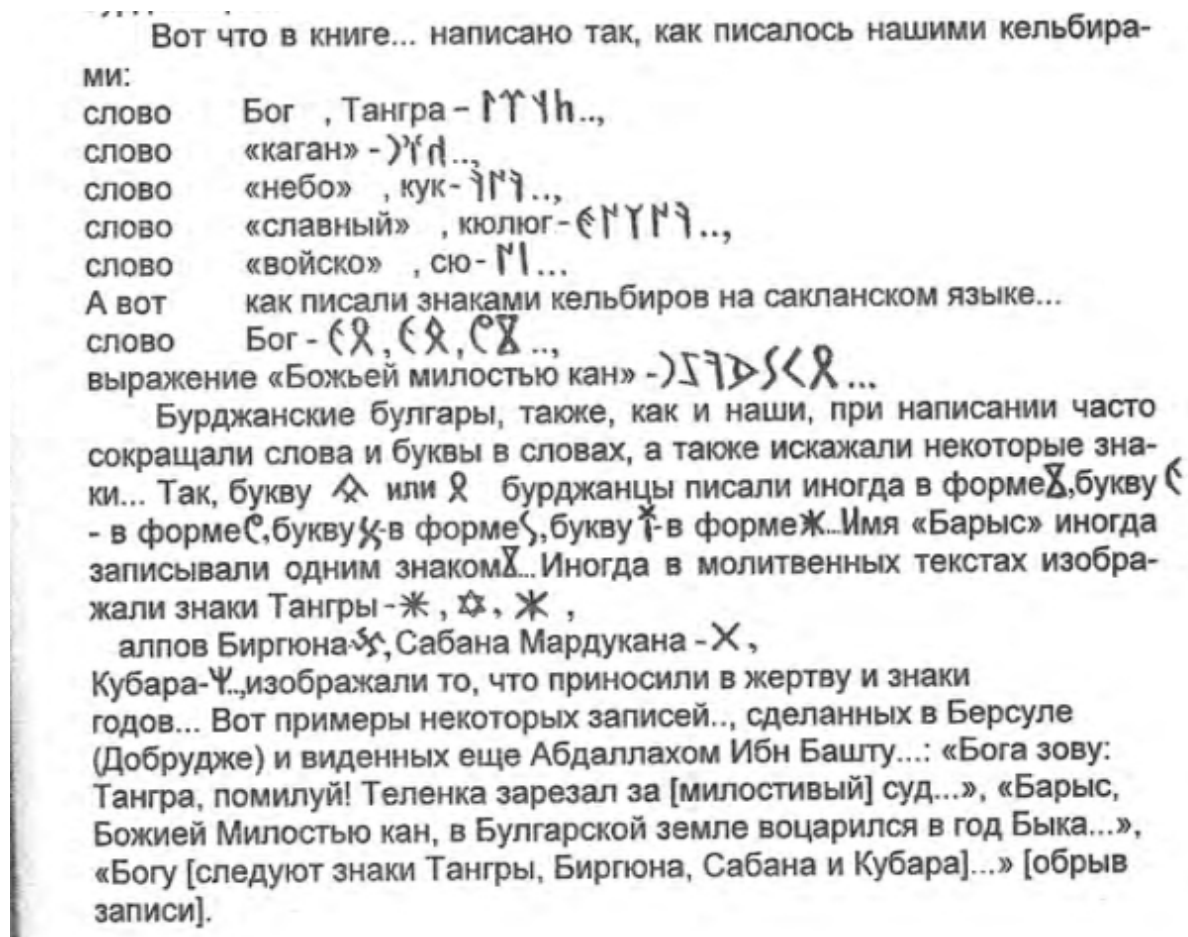 Вот что в книге... написано так, как писалось нашими кельбира-
ми:
слово Бог , Тангра - ..,
слово «каган» - ..,
слово «небо» , кук- ..,
слово «славный» , кюлюг- ..,
слово «войско» , сю- ...
А вот как писали знаками кельбиров на сакланском языке...
слово Бог - , , ..,
выражение «Божьей милостью кан» - ...
Бурджанские булгары, также, как и наши, при написании часто
сокращали слова и буквы в словах, а также искажали некоторые зна-
ки... Так, букву или бурджанцы писали иногда в форме ,букву
- в форме ,букву -в форме ,букву -в форме ...Имя «Барыс» иногда
записывали одним знаком ...Иногда в молитвенных текстах изобра-
жали знаки Тангры - , ✡, ,
алпов Биргюна- ,Сабана Мардукана -X ,
Кубара-Ψ..,изображали то, что приносили в жертву и знаки
годов... Вот примеры некоторых записей.., сделанных в Берсуле
(Добрудже) и виденных еще Абдаллахом Ибн Башту...: «Бога зову:
Тангра, помилуй! Теленка зарезал за [милостивый] суд...», «Барыс,
Божией Милостью кан, в Булгарской земле воцарился в год Быка...»,
«Богу [следуют знаки Тангры, Биргюна, Сабана и Кубара]...» [обрыв
записи].